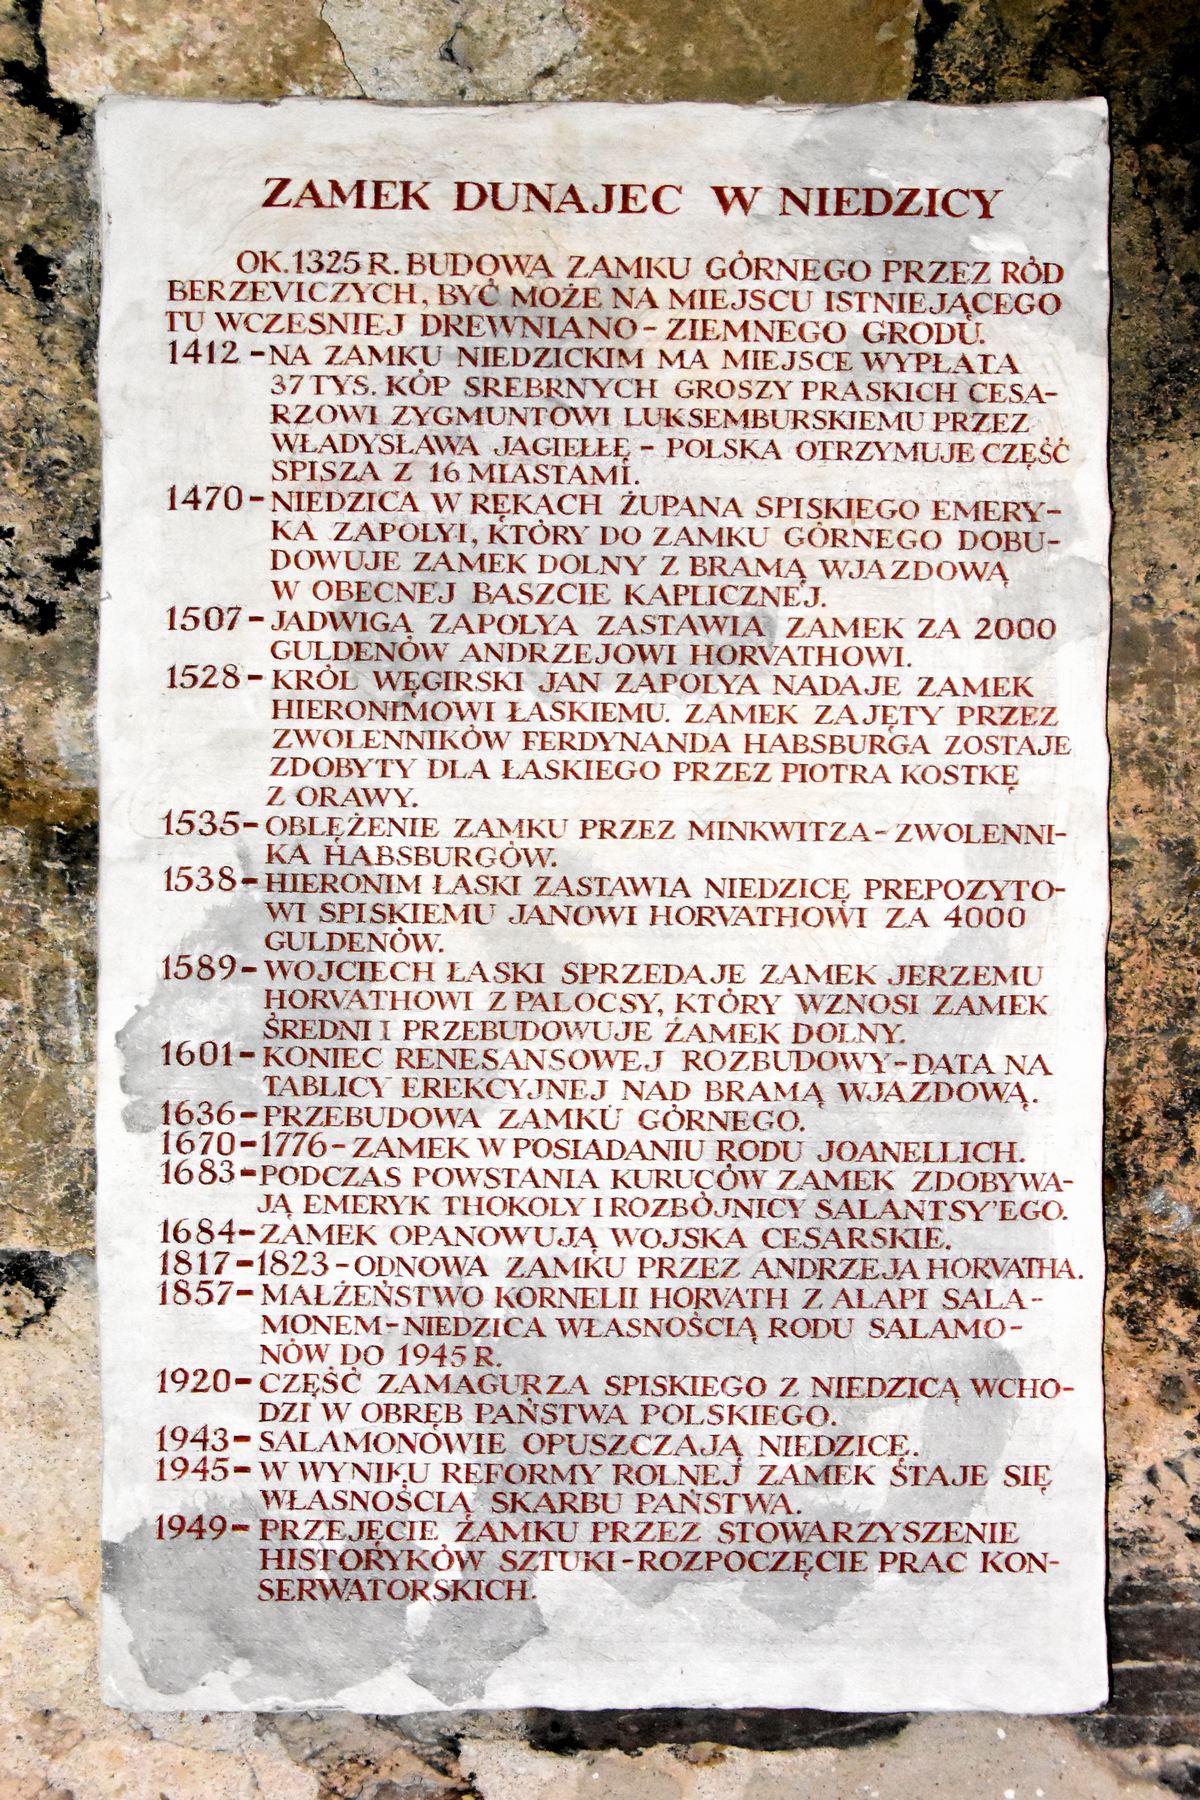 ZAMEK DUNAJEC W NIEDZICY
OK. 1325 R. BUDOWA ZAMKU GÓRNEGO PRZEZ RÓD
BERZEVICZYCH, BYĆ MOŻE NA MIEJSCU ISTNIEJĄCEGO
TU WCZEŚNIEJ DREWNIANO - ZIEMNEGO GRODU.
1412 - NA ZAMKU NIEDZICKIM MA MIEJSCE WYPŁATA
37 TYS. KÓP SREBRNYCH GROSZY PRASKICH CESA-
RZOWI ZYGMUNTOWI LUKSEMBURSKIEMU PRZEZ
WŁADYSŁAWA JAGIEŁŁĘ - POLSKA OTRZYMUJE CZĘŚĆ
SPISZA Z 16 MIASTAMI.
1470 - NIEDZICA W RĘKACH ŻUPANA SPISKIEGO EMERY-
KA ZAPOLYI, KTÓRY DO ZAMKU GÓRNEGO DOBU-
DOWUJE ZAMEK DOLNY Z BRAMĄ WJAZDOWĄ
W OBECNEJ BASZCIE KAPLICZNEJ.
1507 - JADWIGA ZAPOLYA ZASTAWIA ZAMEK ZA 2000
GULDENÓW ANDRZEJOWI HORVATHOWI.
1528 - KRÓL WĘGIRSKI JAN ZAPOLYA NADAJE ZAMEK
HIERONIMOWI ŁASKIEMU. ZAMEK ZAJĘTY PRZEZ
ZWOLENNIKÓW FERDYNANDA HABSBURGA ZOSTAJE
ZDOBYTY DLA ŁASKIEGO PRZEZ PIOTRA KOSTKĘ
Z ORAWY.
1535 - OBLĘŻENIE ZAMKU PRZEZ MINKWITZA - ZWOLENNI-
KA HABSBURGÓW.
1538 - HIERONIM ŁASKI ZASTAWIA NIEDZICĘ PREPOZYTO-
WI SPISKIEMU JANOWI HORVATHOWI ZA 4000
GULDENÓW.
1589 - WOJCIECH ŁASKI SPRZEDAJE ZAMEK JERZEMU
HORVATHOWI Z PALOCSY, KTÓRY WZNOSI ZAMEK
ŚREDNI I PRZEBUDOWUJE ZAMEK DOLNY.
1601 - KONIEC RENESANSOWEJ ROZBUDOWY - DATA NA
TABLICY EREKCYJNEJ NAD BRAMĄ WJAZDOWĄ.
1636 - PRZEBUDOWA ZAMKU GÓRNEGO.
1670 - 1776 - ZAMEK W POSIADANIU RODU JOANELLICH.
1683 - PODCZAS POWSTANIA KURUCÓW ZAMEK ZDOBYWA-
JĄ EMERYK THOKOLY I ROZBÓJNICY SALANTSY'EGO.
1684 - ZAMEK OPANOWUJĄ WOJSKA CESARSKIE.
1817 - 1823 - ODNOWA ZAMKU PRZEZ ANDRZEJA HORVATHA.
1857 - MAŁŻEŃSTWO KORNELII HORVATH Z ALAPI SALA-
MONEM - NIEDZICA WŁASNOŚCIĄ RODU SALAMO-
NÓW DO 1945 R.
1920 - CZĘŚĆ ZAMAGURZA SPISKIEGO Z NIEDZICĄ WCHO-
DZI W OBRĘB PAŃSTWA POLSKIEGO.
1943 - SALAMONOWIE OPUSZCZAJĄ NIEDZICĘ.
1945 - W WYNIKU REFORMY ROLNEJ ZAMEK STAJE SIĘ
WŁASNOŚCIĄ SKARBU PAŃSTWA.
1949 - PRZEJĘCIE ZAMKU PRZEZ STOWARZYSZENIE
HISTORYKÓW SZTUKI - ROZPOCZĘCIE PRAC KON-
SERWATORSKICH.